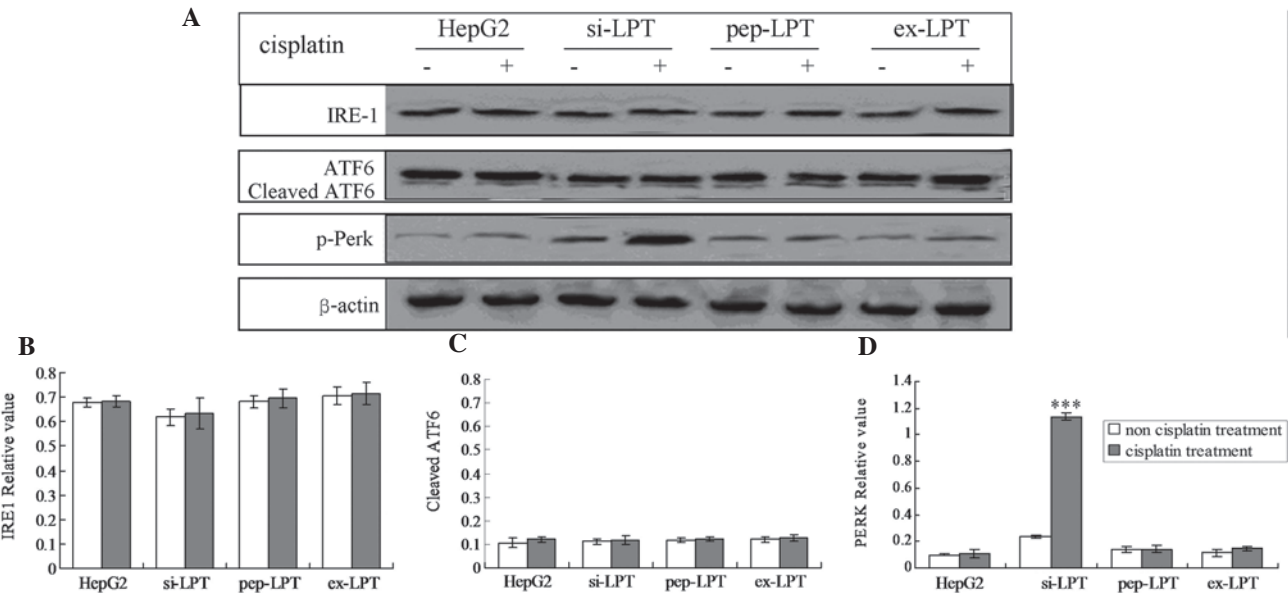 A
cisplatin
HepG2 si-LPT pep-LPT ex-LPT
- + - + - + - +
IRE-1
ATF6
Cleaved ATF6
p-Perk
β-actin
B
IRE1 Relative value
0.8
0.7
0.6
0.5
0.4
0.3
0.2
0.1
0
HepG2 si-LPT pep-LPT ex-LPT
C
Cleaved ATF6
0.8
0.7
0.6
0.5
0.4
0.3
0.2
0.1
0
HepG2 si-LPT pep-LPT ex-LPT
D
PERK Relative value
1.4
1.2
1
0.8
0.6
0.4
0.2
0
***
HepG2 si-LPT pep-LPT ex-LPT
non cisplatin treatment
cisplatin treatment